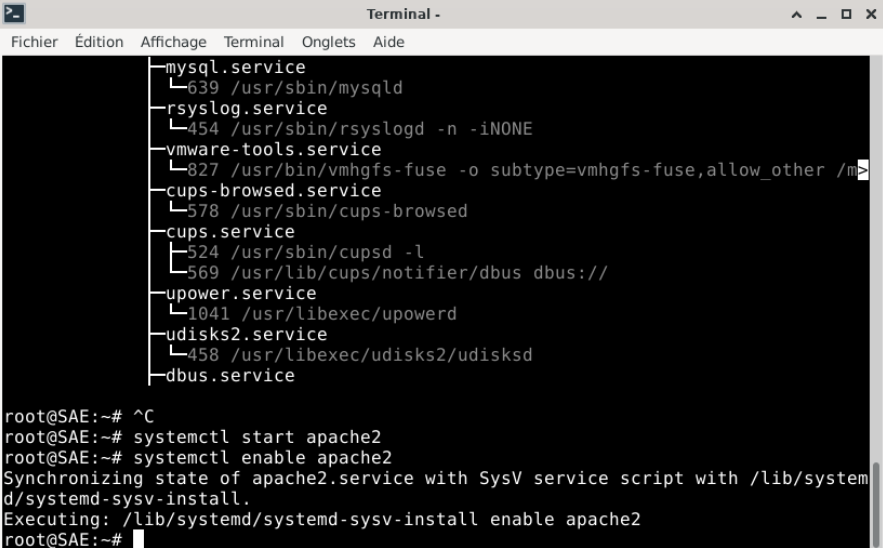 Terminal -
Fichier Édition Affichage Terminal Onglets Aide
├─mysql.service
│ └─639 /usr/sbin/mysqld
├─rsyslog.service
│ └─454 /usr/sbin/rsyslogd -n -iNONE
├─vmware-tools.service
│ └─827 /usr/bin/vmhgfs-fuse -o subtype=vmhgfs-fuse,allow_other /m>
├─cups-browsed.service
│ └─578 /usr/sbin/cups-browsed
├─cups.service
│ ├─524 /usr/sbin/cupsd -l
│ └─569 /usr/lib/cups/notifier/dbus dbus://
├─upower.service
│ └─1041 /usr/libexec/upowerd
├─udisks2.service
│ └─458 /usr/libexec/udisks2/udisksd
├─dbus.service
root@SAE:~# ^C
root@SAE:~# systemctl start apache2
root@SAE:~# systemctl enable apache2
Synchronizing state of apache2.service with SysV service script with /lib/system
d/systemd-sysv-install.
Executing: /lib/systemd/systemd-sysv-install enable apache2
root@SAE:~#